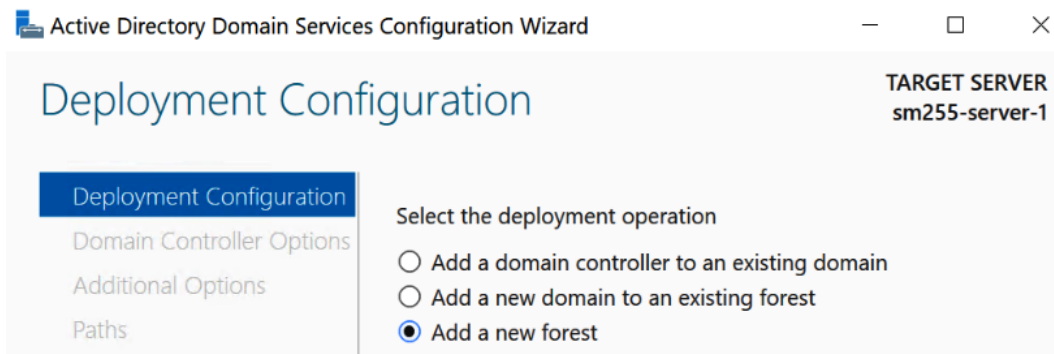 Active Directory Domain Services Configuration Wizard
Deployment Configuration
TARGET SERVER
sm255-server-1
Deployment Configuration
Domain Controller Options
Additional Options
Paths
Select the deployment operation
Add a domain controller to an existing domain
Add a new domain to an existing forest
Add a new forest